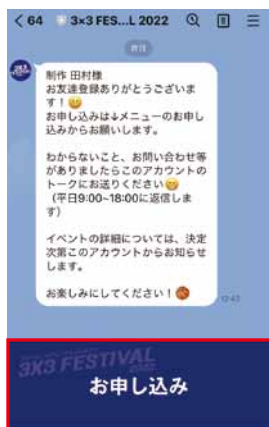 64 3×3 FES...L 2022
昨日
制作 田村様
お友達登録ありがとうございま
す！
お申し込みは↓メニューのお申し
込みからお願いします。
わからないこと、お問い合わせ等
がありましたらこのアカウントの
トークにお送りください
（平日9:00~18:00に返信しま
す）
イベントの詳細については、決定
次第このアカウントからお知らせ
します。
お楽しみにしてください！
12:43
3X3 FESTIVAL
お申し込み